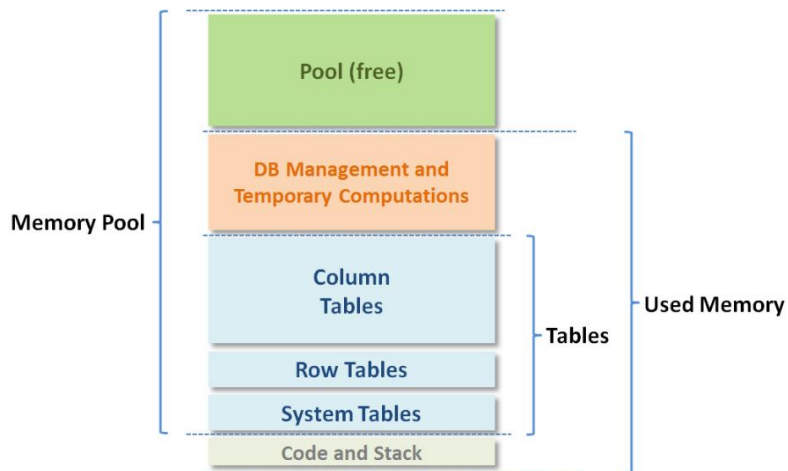 Pool (free)
DB Management and
Temporary Computations
Memory Pool
Column
Tables
Used Memory
Tables
Row Tables
System Tables
Code and Stack